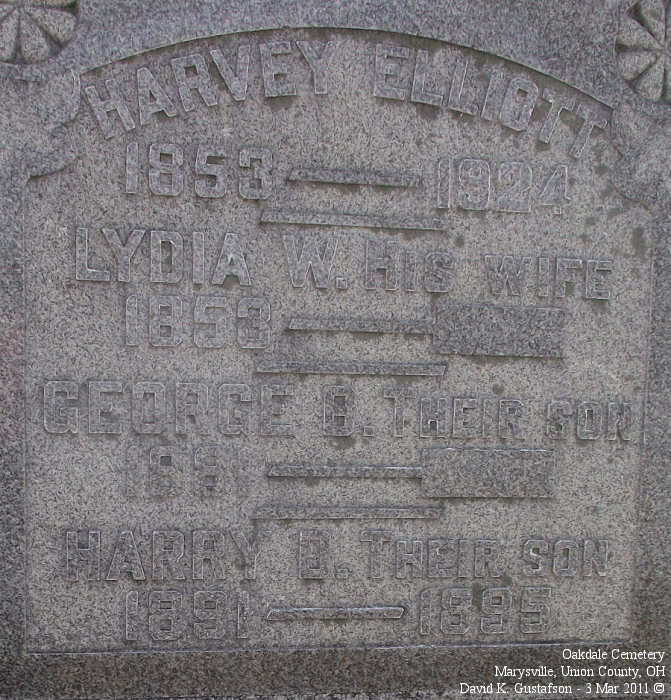 HARVEY ELLIOTT
1853 — 1924
LYDIA W. HIS WIFE
1853 —
GEORGE B. THEIR SON
1881 —
HARRY D. THEIR SON
1891 — 1895
Oakdale Cemetery
Marysville, Union County, OH
David K. Gustafson - 3 Mar 2011 @